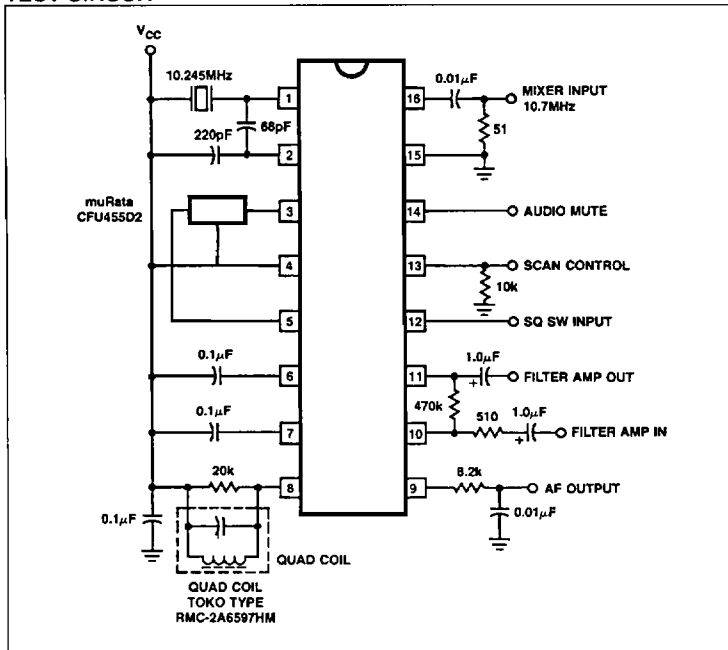 VCC
10.245MHz
68pF
220pF
muRata
CFU455D2
0.1μF
0.1μF
20k
0.1μF
QUAD COIL
QUAD COIL
TOKO TYPE
RMC-2A6597HM
1
2
3
4
5
6
7
8
16
15
14
13
12
11
10
9
0.01μF
MIXER INPUT
10.7MHz
51
AUDIO MUTE
SCAN CONTROL
10k
SQ SW INPUT
1.0μF
+
FILTER AMP OUT
470k
510
1.0μF
+
FILTER AMP IN
8.2k
AF OUTPUT
0.01μF